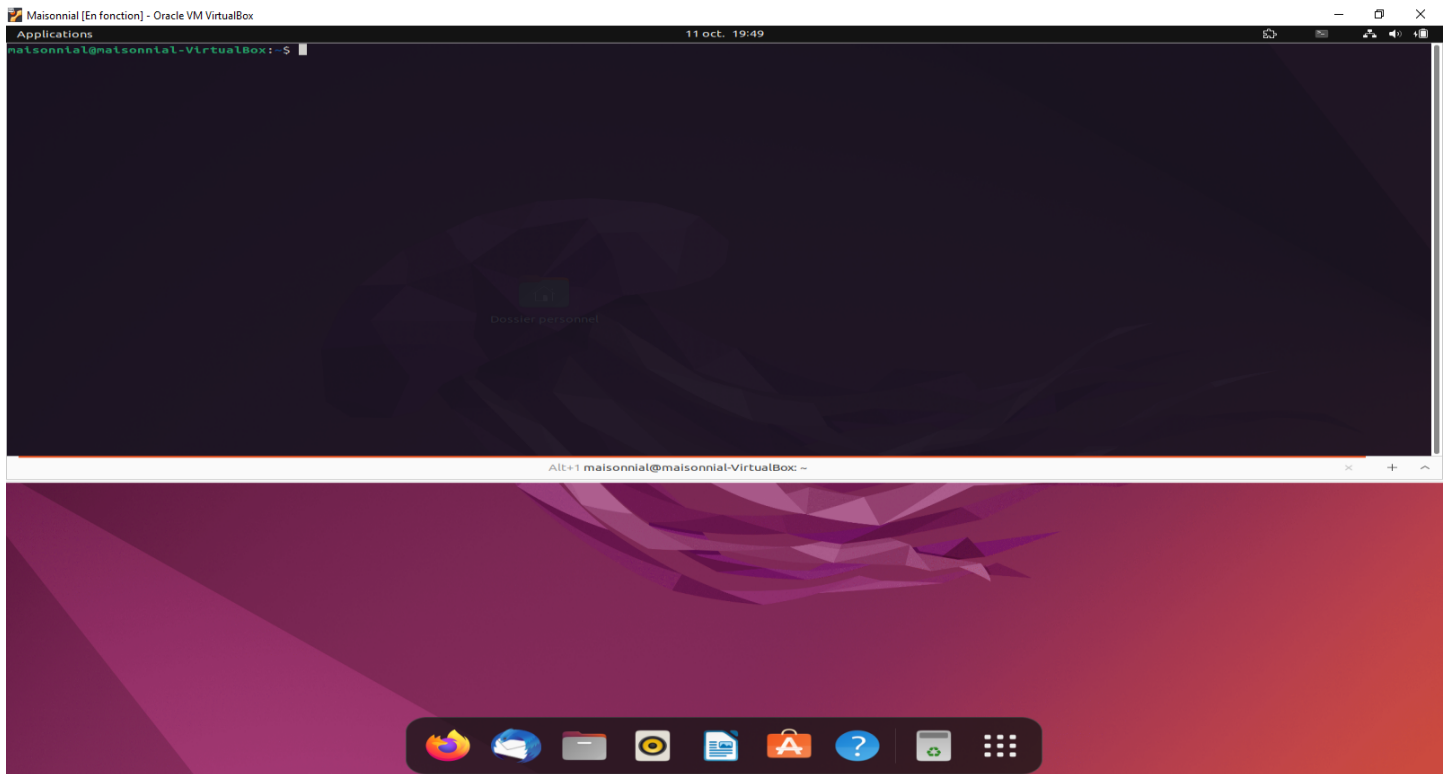 Maisonnial [En fonction] - Oracle VM VirtualBox
Applications
11 oct. 19:49
maisonnial@maisonnial-VirtualBox:~$
Dossier personnel
Alt+1 maisonnial@maisonnial-VirtualBox: ~